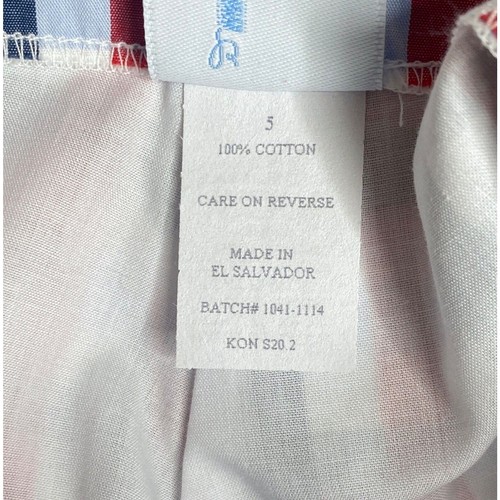 5
100% COTTON
CARE ON REVERSE
MADE IN
EL SALVADOR
BATCH# 1041-1114
KON S20.2